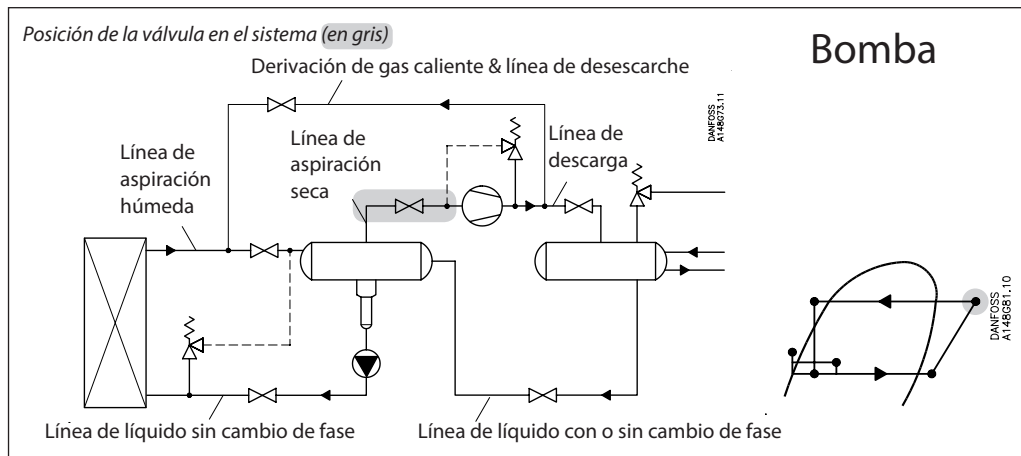 Posición de la válvula en el sistema (en gris)
Bomba
Derivación de gas caliente & línea de desescarche
DANFOSS
A148G73.11
Línea de
aspiración
húmeda
Línea de
aspiración
seca
Línea de
descarga
DANFOSS
A148G81.10
Línea de líquido sin cambio de fase
Línea de líquido con o sin cambio de fase